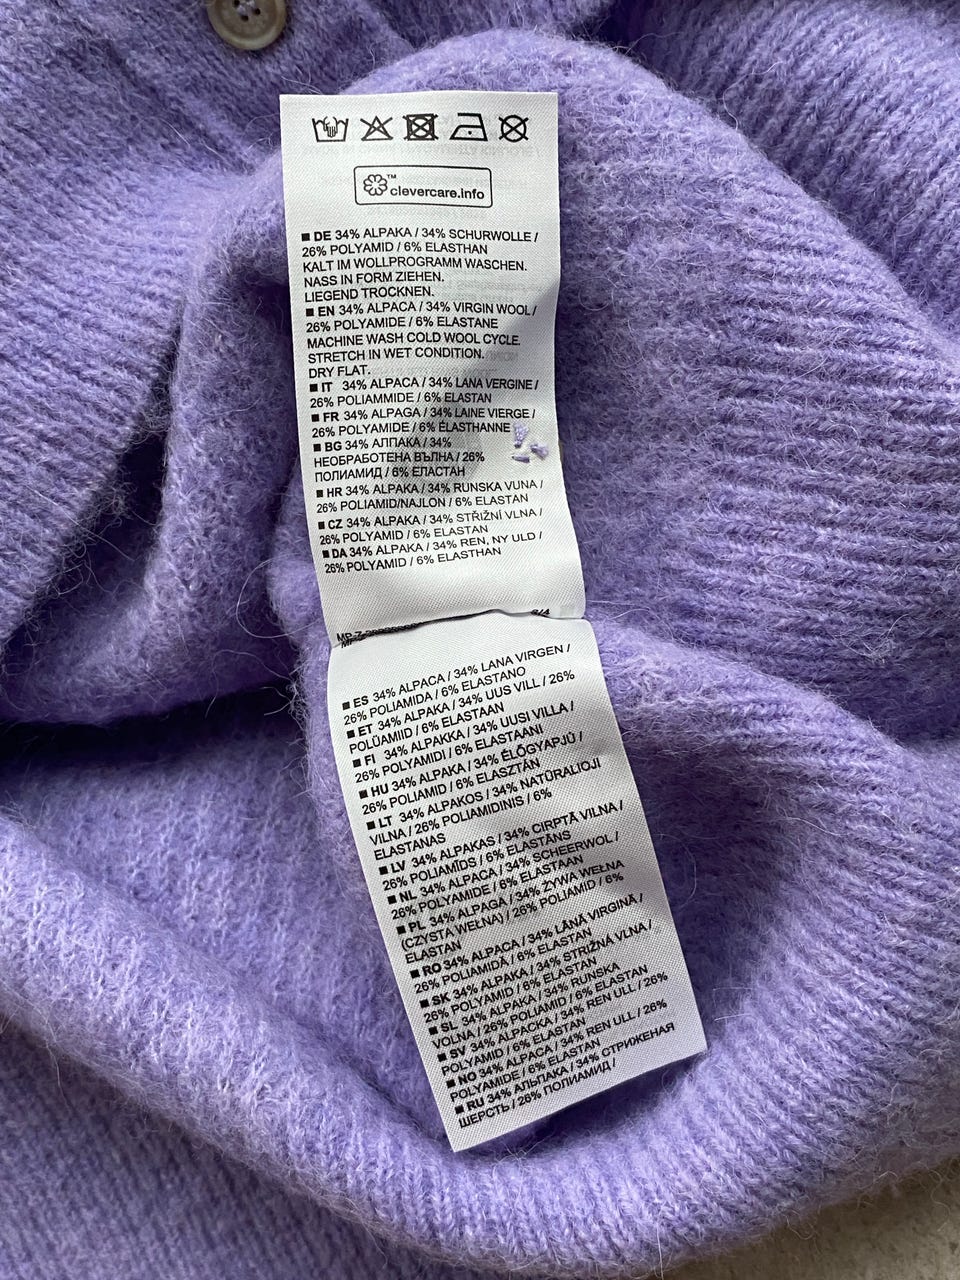 ™
clevercare.info
■ DE 34% ALPAKA / 34% SCHURWOLLE /
26% POLYAMID / 6% ELASTHAN
KALT IM WOLLPROGRAMM WASCHEN.
NASS IN FORM ZIEHEN.
LIEGEND TROCKNEN.
■ EN 34% ALPACA / 34% VIRGIN WOOL /
26% POLYAMIDE / 6% ELASTANE
MACHINE WASH COLD WOOL CYCLE.
STRETCH IN WET CONDITION.
DRY FLAT.
■ IT 34% ALPACA / 34% LANA VERGINE /
26% POLIAMMIDE / 6% ELASTAN
■ FR 34% ALPAGA / 34% LAINE VIERGE /
26% POLYAMIDE / 6% ÉLASTHANNE
■ BG 34% АЛПАКА / 34%
НЕОБРАБОТЕНА ВЪЛНА / 26%
ПОЛИАМИД / 6% ЕЛАСТАН
■ HR 34% ALPAKA / 34% RUNSKA VUNA /
26% POLIAMID/NAJLON / 6% ELASTAN
■ CZ 34% ALPAKA / 34% STŘIŽNÍ VLNA /
26% POLYAMID / 6% ELASTAN
■ DA 34% ALPAKA / 34% REN, NY ULD /
26% POLYAMID / 6% ELASTHAN
■ ES 34% ALPACA / 34% LANA VIRGEN /
26% POLIAMIDA / 6% ELASTANO
■ ET 34% ALPAKA / 34% UUS VILL / 26%
POLÜAMIID / 6% ELASTAAN
■ FI 34% ALPAKKA / 34% UUSI VILLA /
26% POLYAMIDI / 6% ELASTAANI
■ HU 34% ALPAKA / 34% ÉLŐGYAPJÚ /
26% POLIAMID / 6% ELASZTÁN
■ LT 34% ALPAKOS / 34% NATŪRALIOJI
VILNA / 26% POLIAMIDINIS / 6%
ELASTANAS
■ LV 34% ALPAKAS / 34% CIRPTĀ VILNA /
26% POLIAMĪDS / 6% ELASTĀNS
■ NL 34% ALPACA / 34% SCHEERWOL /
26% POLYAMIDE / 6% ELASTAAN
■ PL 34% ALPAGA / 34% ŻYWA WEŁNA
(CZYSTA WEŁNA) / 26% POLIAMID / 6%
ELASTAN
■ RO 34% ALPACA / 34% LÂNĂ VIRGINĂ /
26% POLIAMIDĂ / 6% ELASTAN
■ SK 34% ALPAKA / 34% STRIŽNÁ VLNA /
26% POLYAMID / 6% ELASTAN
■ SL 34% ALPAKA / 34% RUNSKA
VOLNA / 26% POLIAMID / 6% ELASTAN
■ SV 34% ALPACKA / 34% REN ULL / 26%
POLYAMID / 6% ELASTAN
■ NO 34% ALPACA / 34% REN ULL / 26%
POLYAMIDE / 6% ELASTAN
■ RU 34% АЛЬПАКА / 34% СТРИЖЕНАЯ
ШЕРСТЬ / 26% ПОЛИАМИД /